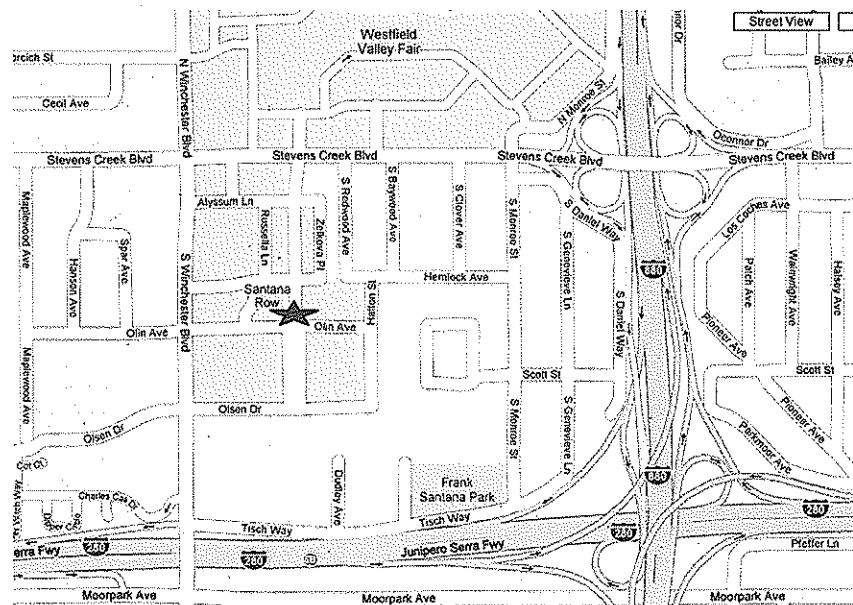 Street View
Westfield
Valley Fair
Bailey A
Cecil Ave
N Winchester Blvd
N Monroe St
Oconnor Dr
Stevens Creek Blvd
Stevens Creek Blvd
Stevens Creek Blvd
Stevens Creek Blvd
Maplewood Ave
Hanson Ave
Spar Ave
S Winchester Blvd
Alyssum Ln
Rossella Ln
Zelkova Pl
S Redwood Ave
S Baywood Ave
S Clover Ave
S Monroe St
S Genevieve Ln
S Daniel Way
Los Coches Ave
Patch Ave
Wainwright Ave
Halsey Ave
880
Hemlock Ave
Santana
Row
Hatton St
S Daniel Way
Olin Ave
Olin Ave
Pioneer Ave
Maplewood Ave
Scott St
Scott St
Olsen Dr
Olsen Dr
S Monroe St
S Genevieve Ln
Pioneer Ave
Parkmoor Ave
Dudley Ave
Frank
Santana Park
880
Charles Cali Dr
Tisch Way
Tisch Way
280
erra Fwy
280
280
Junipero Serra Fwy
280
Pfeffer Ln
Moorpark Ave
Moorpark Ave
Moorpark Ave